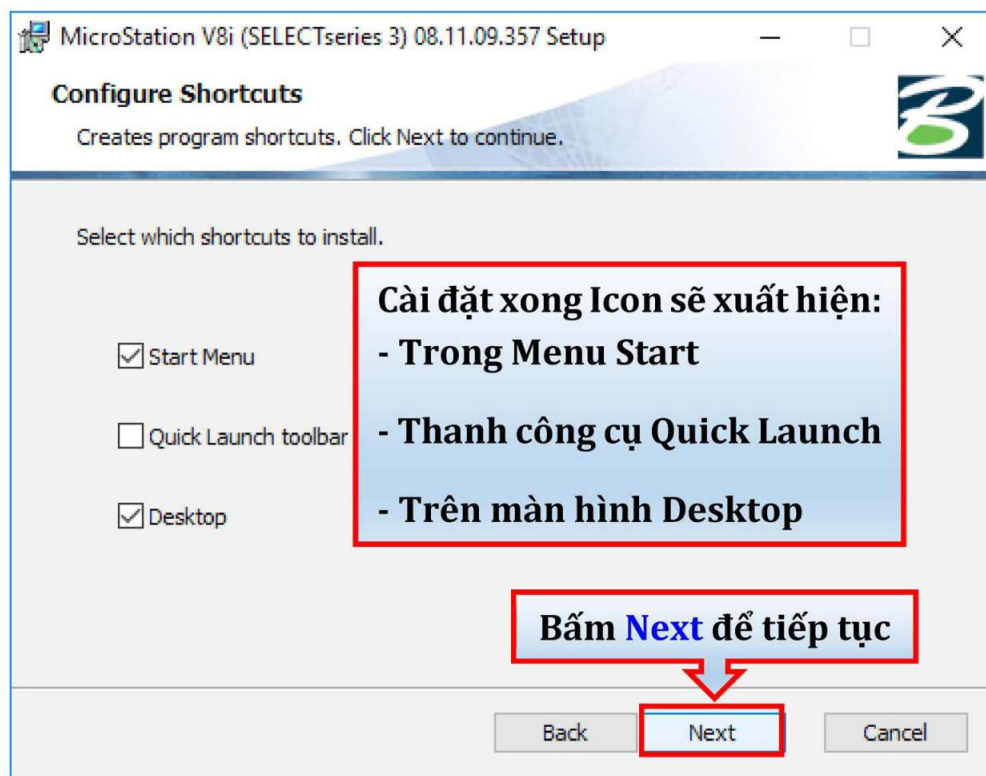 MicroStation V8i (SELECTseries 3) 08.11.09.357 Setup
Configure Shortcuts
Creates program shortcuts. Click Next to continue.
Select which shortcuts to install.
Cài đặt xong Icon sẽ xuất hiện:
Start Menu
- Trong Menu Start
Quick Launch toolbar
- Thanh công cụ Quick Launch
Desktop
- Trên màn hình Desktop
Bấm Next để tiếp tục
Back
Next
Cancel